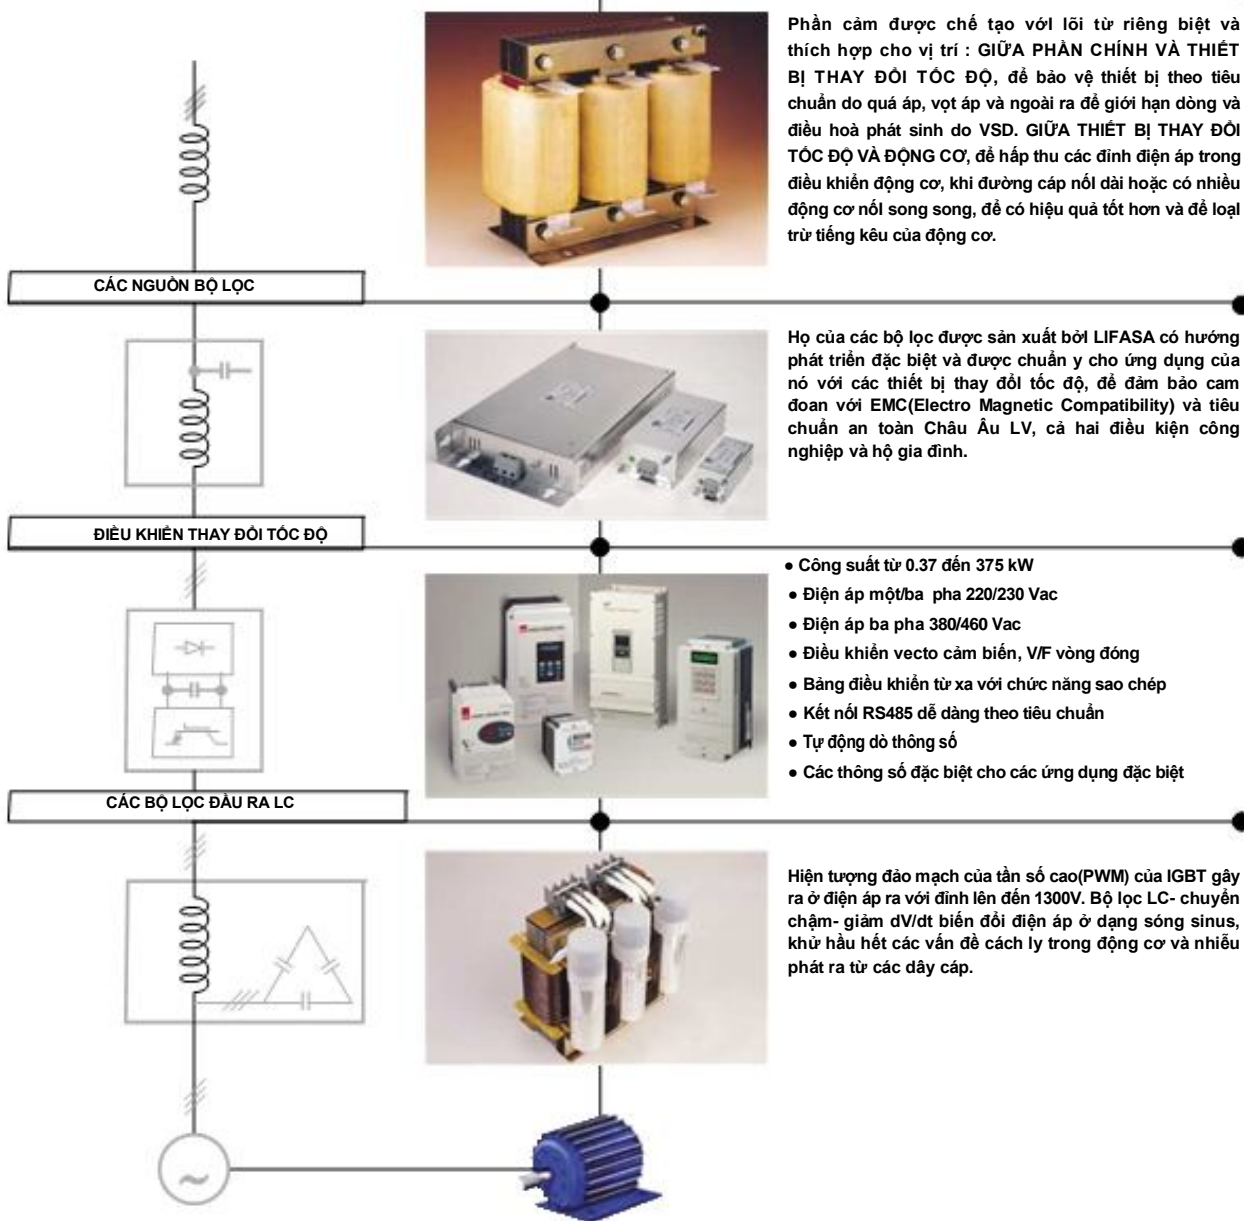 Phần cảm được chế tạo vớI lõi từ riêng biệt và
thích hợp cho vị trí : GIỮA PHẦN CHÍNH VÀ THIẾT
BỊ THAY ĐỔI TỐC ĐỘ, để bảo vệ thiết bị theo tiêu
chuẩn do quá áp, vọt áp và ngoài ra để giới hạn dòng và
điều hoà phát sinh do VSD. GIỮA THIẾT BỊ THAY ĐỔI
TỐC ĐỘ VÀ ĐỘNG CƠ, để hấp thu các đỉnh điện áp trong
điều khiển động cơ, khi đường cáp nốI dài hoặc có nhiều
động cơ nốI song song, để có hiệu quả tốt hơn và để loại
trừ tiếng kêu của động cơ.
CÁC NGUỒN BỘ LỌC
Họ của các bộ lọc được sản xuất bởI LIFASA có hướng
phát triển đặc biệt và được chuẩn y cho ứng dụng của
nó với các thiết bị thay đổI tốc độ, để đảm bảo cam
đoan với EMC(Electro Magnetic Compatibility) và tiêu
chuẩn an toàn Châu Âu LV, cả hai điều kiện công
nghiệp và hộ gia đình.
ĐIỀU KHIỂN THAY ĐỔI TỐC ĐỘ
● Công suất từ 0.37 đến 375 kW
● Điện áp một/ba pha 220/230 Vac
● Điện áp ba pha 380/460 Vac
● Điều khiển vecto cảm biến, V/F vòng đóng
● Bảng điều khiển từ xa với chức năng sao chép
● Kết nốI RS485 dễ dàng theo tiêu chuẩn
● Tự động dò thông số
● Các thông số đặc biệt cho các ứng dụng đặc biệt
CÁC BỘ LỌC ĐẦU RA LC
Hiện tượng đảo mạch của tần số cao(PWM) của IGBT gây
ra ở điện áp ra với đỉnh lên đến 1300V. Bộ lọc LC- chuyển
chậm- giảm dV/dt biến đổi điện áp ở dạng sóng sinus,
khử hầu hết các vấn đề cách ly trong động cơ và nhiễu
phát ra từ các dây cáp.
~